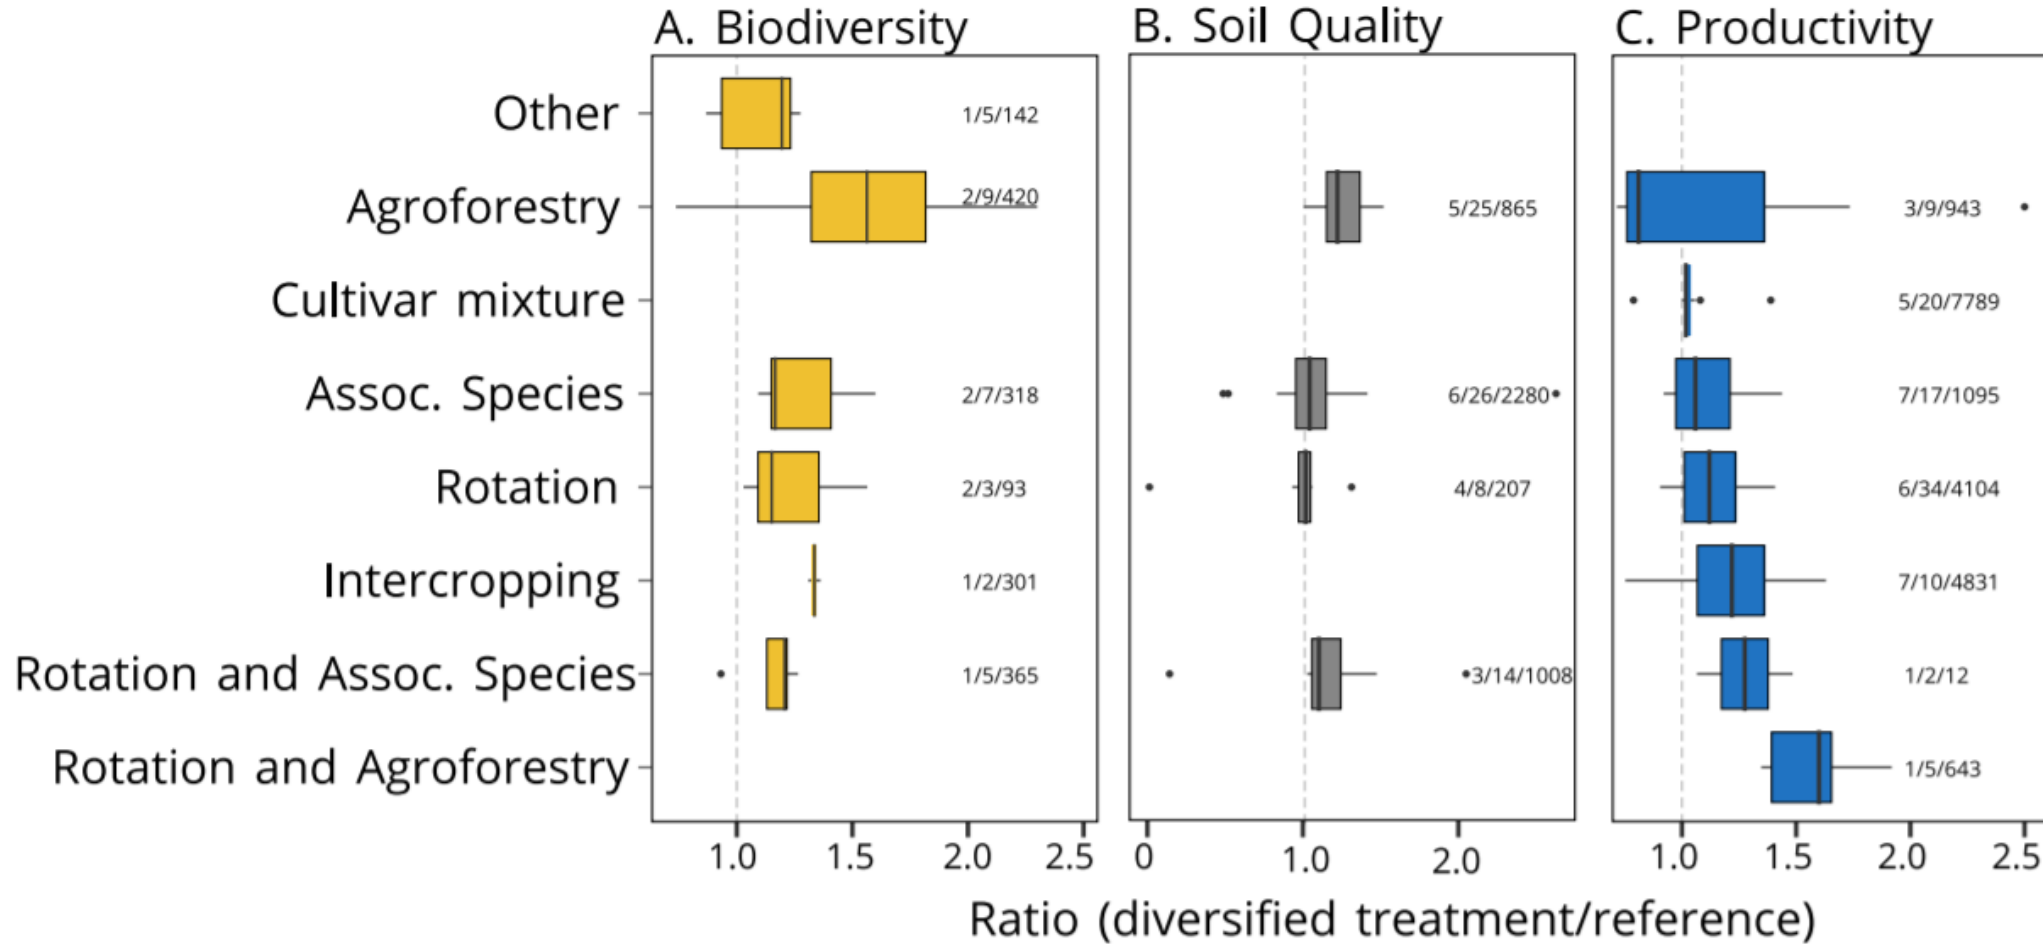 A. Biodiversity
B. Soil Quality
C. Productivity
Other
1/5/142
Agroforestry
2/9/420
5/25/865
3/9/943
Cultivar mixture
5/20/7789
Assoc. Species
2/7/318
6/26/2280
7/17/1095
Rotation
2/3/93
4/8/207
6/34/4104
Intercropping
1/2/301
7/10/4831
Rotation and Assoc. Species
1/5/365
3/14/1008
1/2/12
Rotation and Agroforestry
1/5/643
1.0 1.5 2.0 2.5
0 1.0 2.0
1.0 1.5 2.0 2.5
Ratio (diversified treatment/reference)